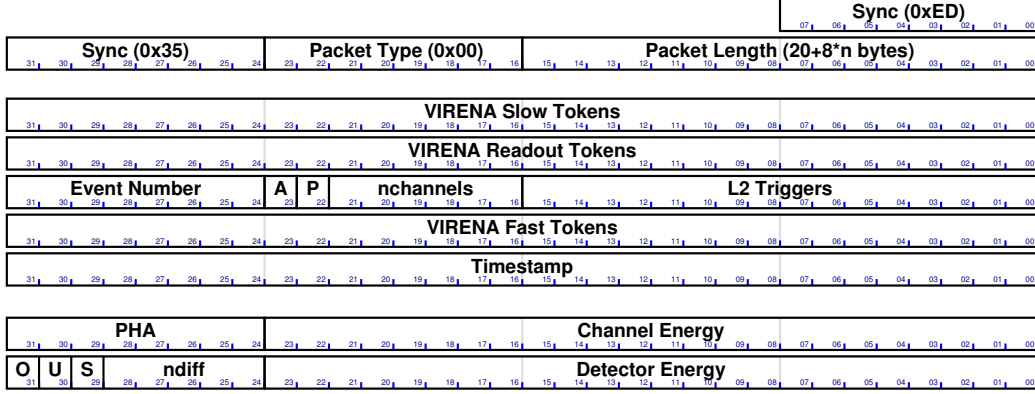 Sync (0xED)
07 06 05 04 03 02 01 00
Sync (0x35) Packet Type (0x00) Packet Length (20+8*n bytes)
31 30 29 28 27 26 25 24 23 22 21 20 19 18 17 16 15 14 13 12 11 10 09 08 07 06 05 04 03 02 01 00
VIRENA Slow Tokens
31 30 29 28 27 26 25 24 23 22 21 20 19 18 17 16 15 14 13 12 11 10 09 08 07 06 05 04 03 02 01 00
VIRENA Readout Tokens
31 30 29 28 27 26 25 24 23 22 21 20 19 18 17 16 15 14 13 12 11 10 09 08 07 06 05 04 03 02 01 00
Event Number A P nchannels L2 Triggers
31 30 29 28 27 26 25 24 23 22 21 20 19 18 17 16 15 14 13 12 11 10 09 08 07 06 05 04 03 02 01 00
VIRENA Fast Tokens
31 30 29 28 27 26 25 24 23 22 21 20 19 18 17 16 15 14 13 12 11 10 09 08 07 06 05 04 03 02 01 00
Timestamp
31 30 29 28 27 26 25 24 23 22 21 20 19 18 17 16 15 14 13 12 11 10 09 08 07 06 05 04 03 02 01 00
PHA Channel Energy
31 30 29 28 27 26 25 24 23 22 21 20 19 18 17 16 15 14 13 12 11 10 09 08 07 06 05 04 03 02 01 00
O U S ndiff Detector Energy
31 30 29 28 27 26 25 24 23 22 21 20 19 18 17 16 15 14 13 12 11 10 09 08 07 06 05 04 03 02 01 00